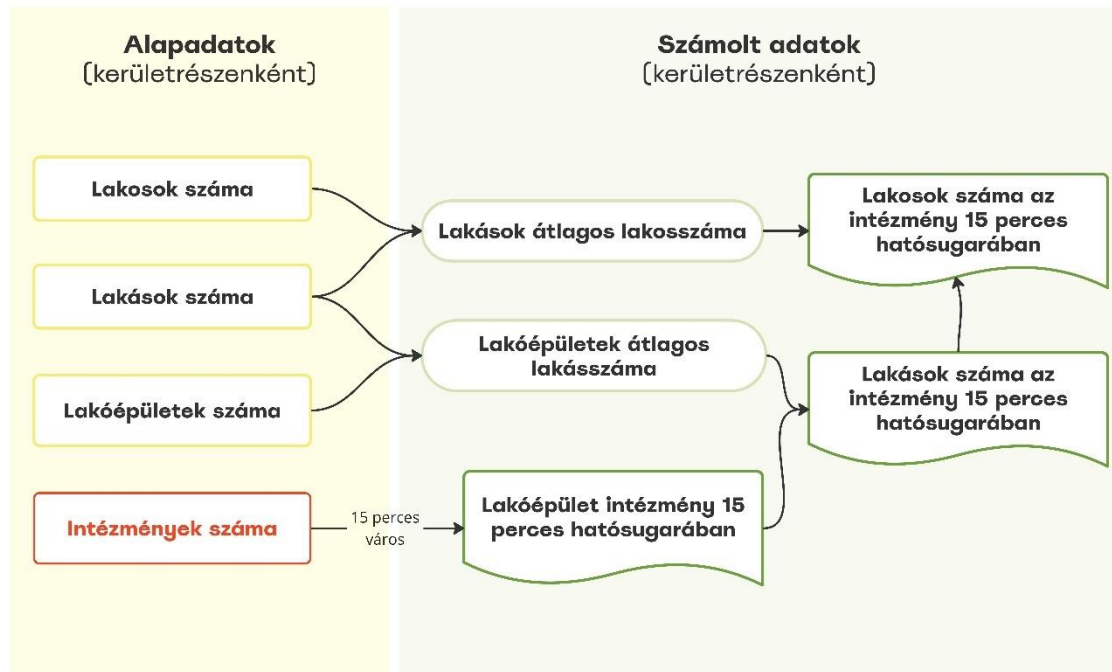 Alapadatok
(kerületrészenként)
Lakosok száma
Lakások száma
Lakóépületek száma
Intézmények száma
15 perces
város
Számolt adatok
(kerületrészenként)
Lakások átlagos lakosszáma
Lakóépületek átlagos
lakásszáma
Lakóépület intézmény 15
perces hatósugarában
Lakosok száma az
intézmény 15 perces
hatósugarában
Lakások száma az
intézmény 15 perces
hatósugarában